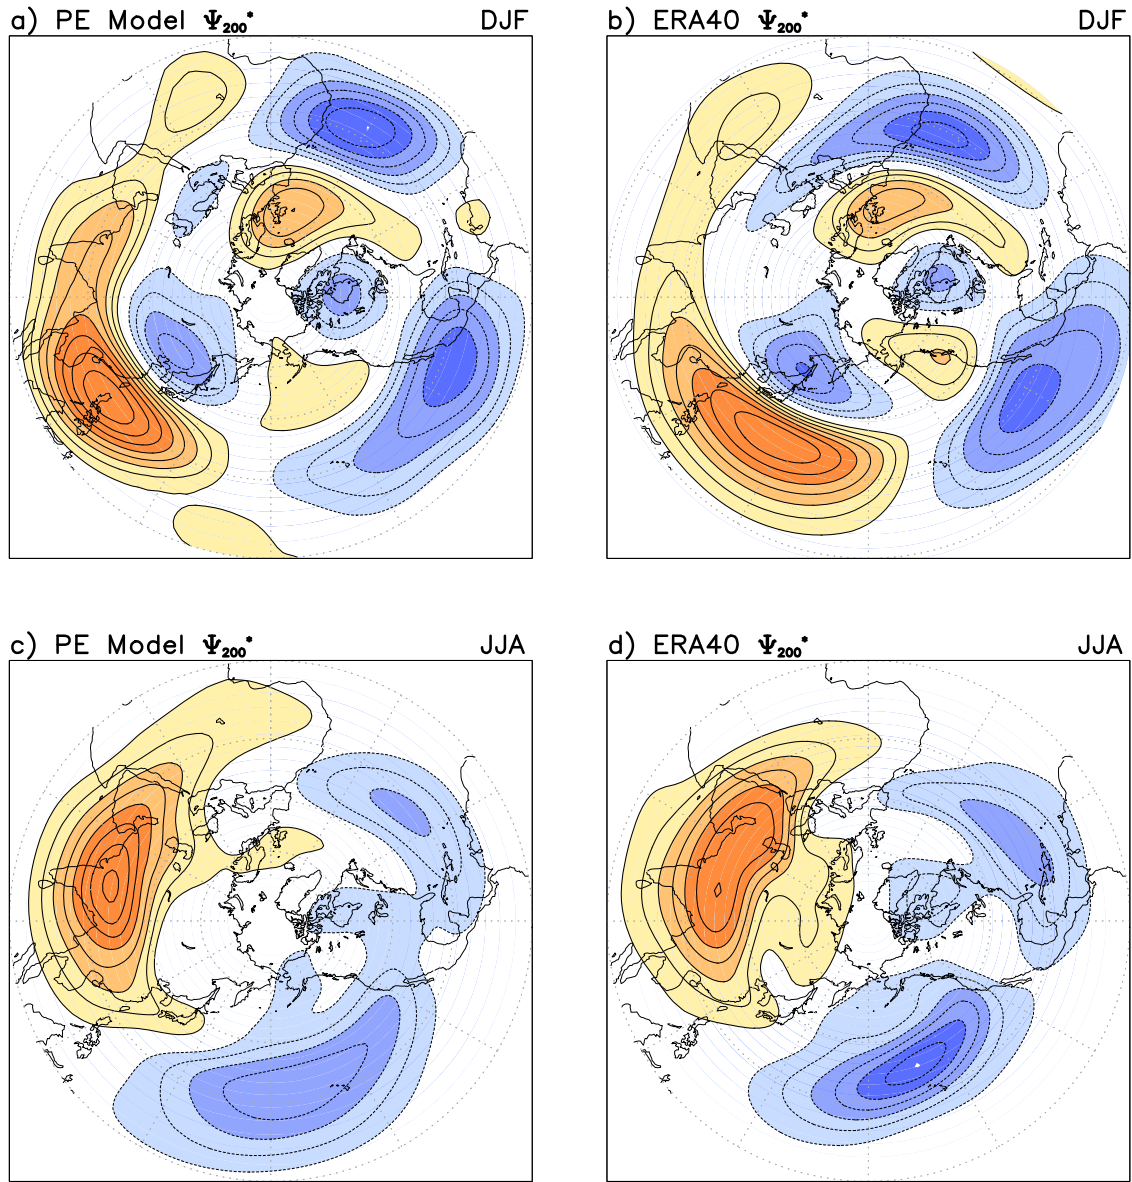 a) PE Model Ψ200* DJF
b) ERA40 Ψ200* DJF
c) PE Model Ψ200* JJA
d) ERA40 Ψ200* JJA